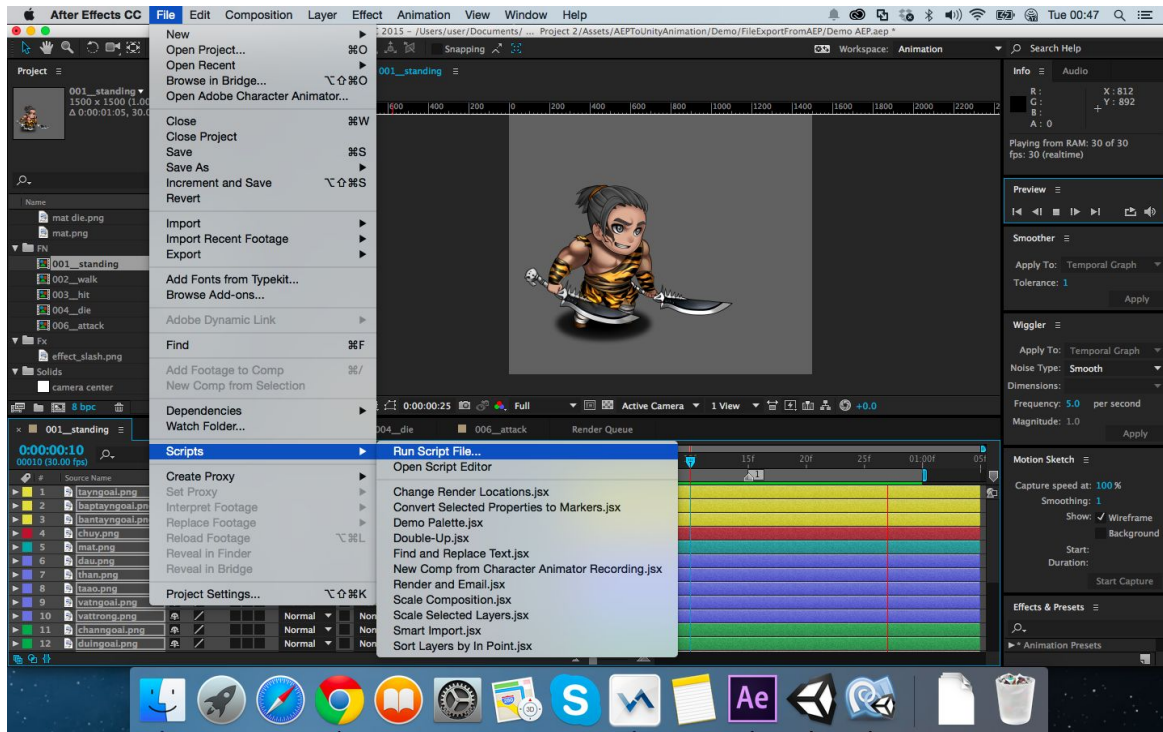 After Effects CC File Edit Composition Layer Effect Animation View Window Help Tue 00:47
2015 - /Users/user/Documents/ ... Project 2/Assets/AEPToUnityAnimation/Demo/FileExportFromAEP/Demo AEP.aep *
Snapping
Workspace: Animation
Search Help
Project
001__standing
1500 x 1500 (1.00
Δ 0:00:01:05, 30.0
Name
mat die.png
mat.png
FN
001__standing
002__walk
003__hit
004__die
006__attack
Fx
effect_slash.png
Solids
camera center
8 bpc
New
Open Project... ⌘O
Open Recent
Browse in Bridge... ⌥⇧⌘O
Open Adobe Character Animator...
Close ⌘W
Close Project
Save ⌘S
Save As
Increment and Save ⌥⇧⌘S
Revert
Import
Import Recent Footage
Export
Add Fonts from Typekit...
Browse Add-ons...
Adobe Dynamic Link
Find ⌘F
Add Footage to Comp ⌘/
New Comp from Selection
Dependencies
Watch Folder...
Scripts
Create Proxy
Set Proxy
Interpret Footage
Replace Footage
Reload Footage ⌥⌘L
Reveal in Finder
Reveal in Bridge
Project Settings... ⌥⇧⌘K
Run Script File...
Open Script Editor
Change Render Locations.jsx
Convert Selected Properties to Markers.jsx
Demo Palette.jsx
Double-Up.jsx
Find and Replace Text.jsx
New Comp from Character Animator Recording.jsx
Render and Email.jsx
Scale Composition.jsx
Scale Selected Layers.jsx
Smart Import.jsx
Sort Layers by In Point.jsx
001__standing
600 400 200 0 200 400 600 800 1000 1200 1400 1600 1800 2000 2200 2
0:00:00:25 Full Active Camera 1 View +0.0
001__standing 004__die 006__attack Render Queue
0:00:00:10
00010 (30.00 fps)
# Source Name
15f 20f 25f 01:00f 05f
1
1 tayngoal.png
2 baptayngoal.pn
3 bantayngoal.pn
4 chuy.png
5 mat.png
6 dau.png
7 than.png
8 taao.png
9 vatngoal.png
10 vattrong.png Normal Non
11 channgoal.png Normal Non
12 duingoal.png Normal Non
Info Audio
R :
G :
B :
A : 0
X : 812
Y : 892
Playing from RAM: 30 of 30
fps: 30 (realtime)
Preview
Smoother
Apply To: Temporal Graph
Tolerance: 1
Apply
Wiggler
Apply To: Temporal Graph
Noise Type: Smooth
Dimensions:
Frequency: 5.0 per second
Magnitude: 1.0
Apply
Motion Sketch
Capture speed at: 100 %
Smoothing: 1
Show: ✓ Wireframe
Background
Start:
Duration:
Start Capture
Effects & Presets
* Animation Presets
Ae